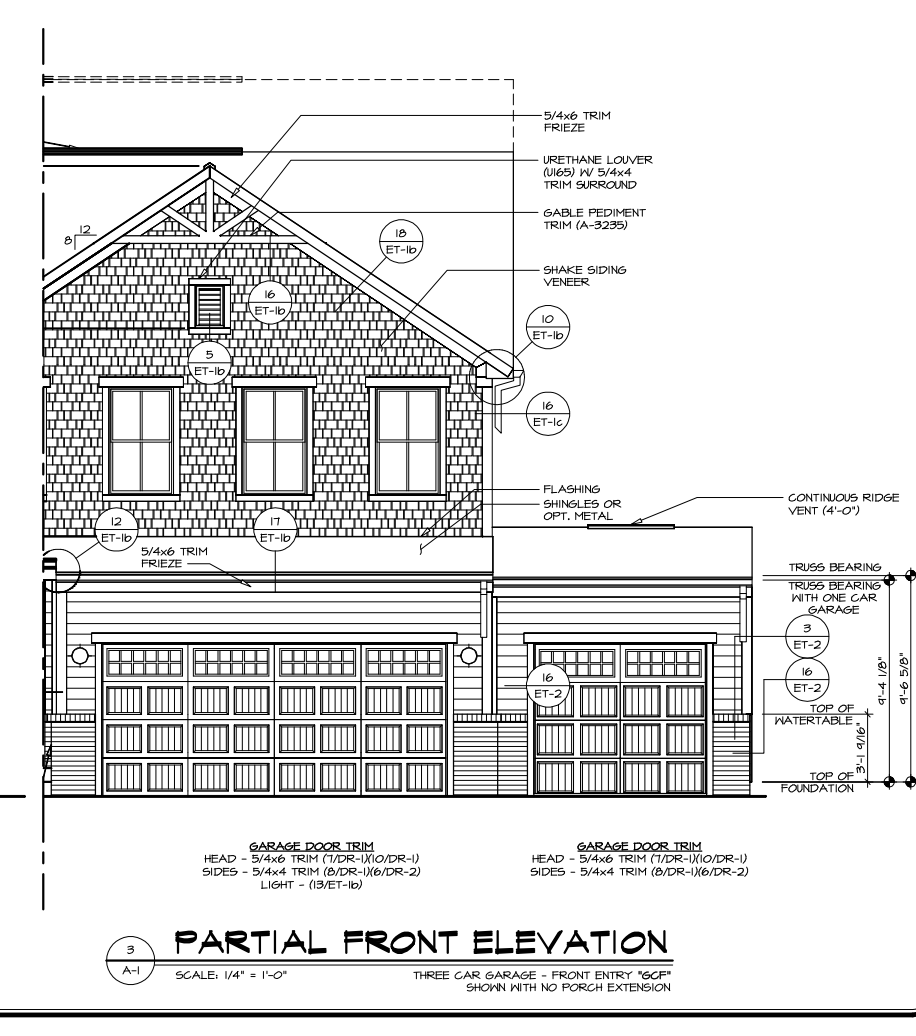 5/4x6 TRIM
FRIEZE
URETHANE LOUVER
(U165) W/ 5/4x4
TRIM SURROUND
GABLE PEDIMENT
TRIM (A-3235)
12
8
18
ET-1b
SHAKE SIDING
VENEER
16
ET-1b
10
ET-1b
5
ET-1b
16
ET-1c
FLASHING
SHINGLES OR
OPT. METAL
CONTINUOUS RIDGE
VENT (4'-0")
12
ET-1b
17
ET-1b
5/4x6 TRIM
FRIEZE
TRUSS BEARING
TRUSS BEARING
WITH ONE CAR
GARAGE
3
ET-2
16
ET-2
16
ET-2
9'-4 1/8"
9'-6 5/8"
TOP OF
WATERTABLE
3'-1 9/16"
TOP OF
FOUNDATION
GARAGE DOOR TRIM
HEAD - 5/4x6 TRIM (7/DR-1)(10/DR-1)
SIDES - 5/4x4 TRIM (8/DR-1)(6/DR-2)
LIGHT - (13/ET-1b)
GARAGE DOOR TRIM
HEAD - 5/4x6 TRIM (7/DR-1)(10/DR-1)
SIDES - 5/4x4 TRIM (8/DR-1)(6/DR-2)
3
A-1
PARTIAL FRONT ELEVATION
SCALE: 1/4" = 1'-0"
THREE CAR GARAGE - FRONT ENTRY "GCF"
SHOWN WITH NO PORCH EXTENSION